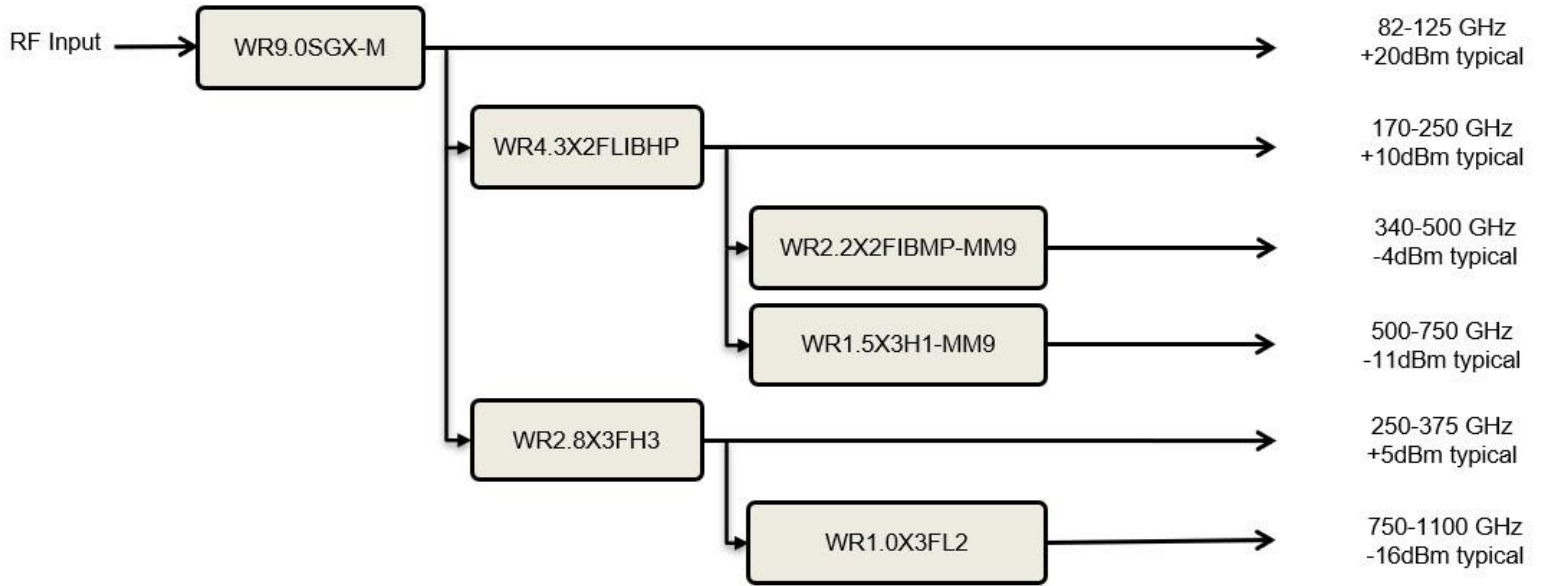 RF Input
WR9.0SGX-M
82-125 GHz
+20dBm typical
WR4.3X2FLIBHP
170-250 GHz
+10dBm typical
WR2.2X2FIBMP-MM9
340-500 GHz
-4dBm typical
WR1.5X3H1-MM9
500-750 GHz
-11dBm typical
WR2.8X3FH3
250-375 GHz
+5dBm typical
WR1.0X3FL2
750-1100 GHz
-16dBm typical